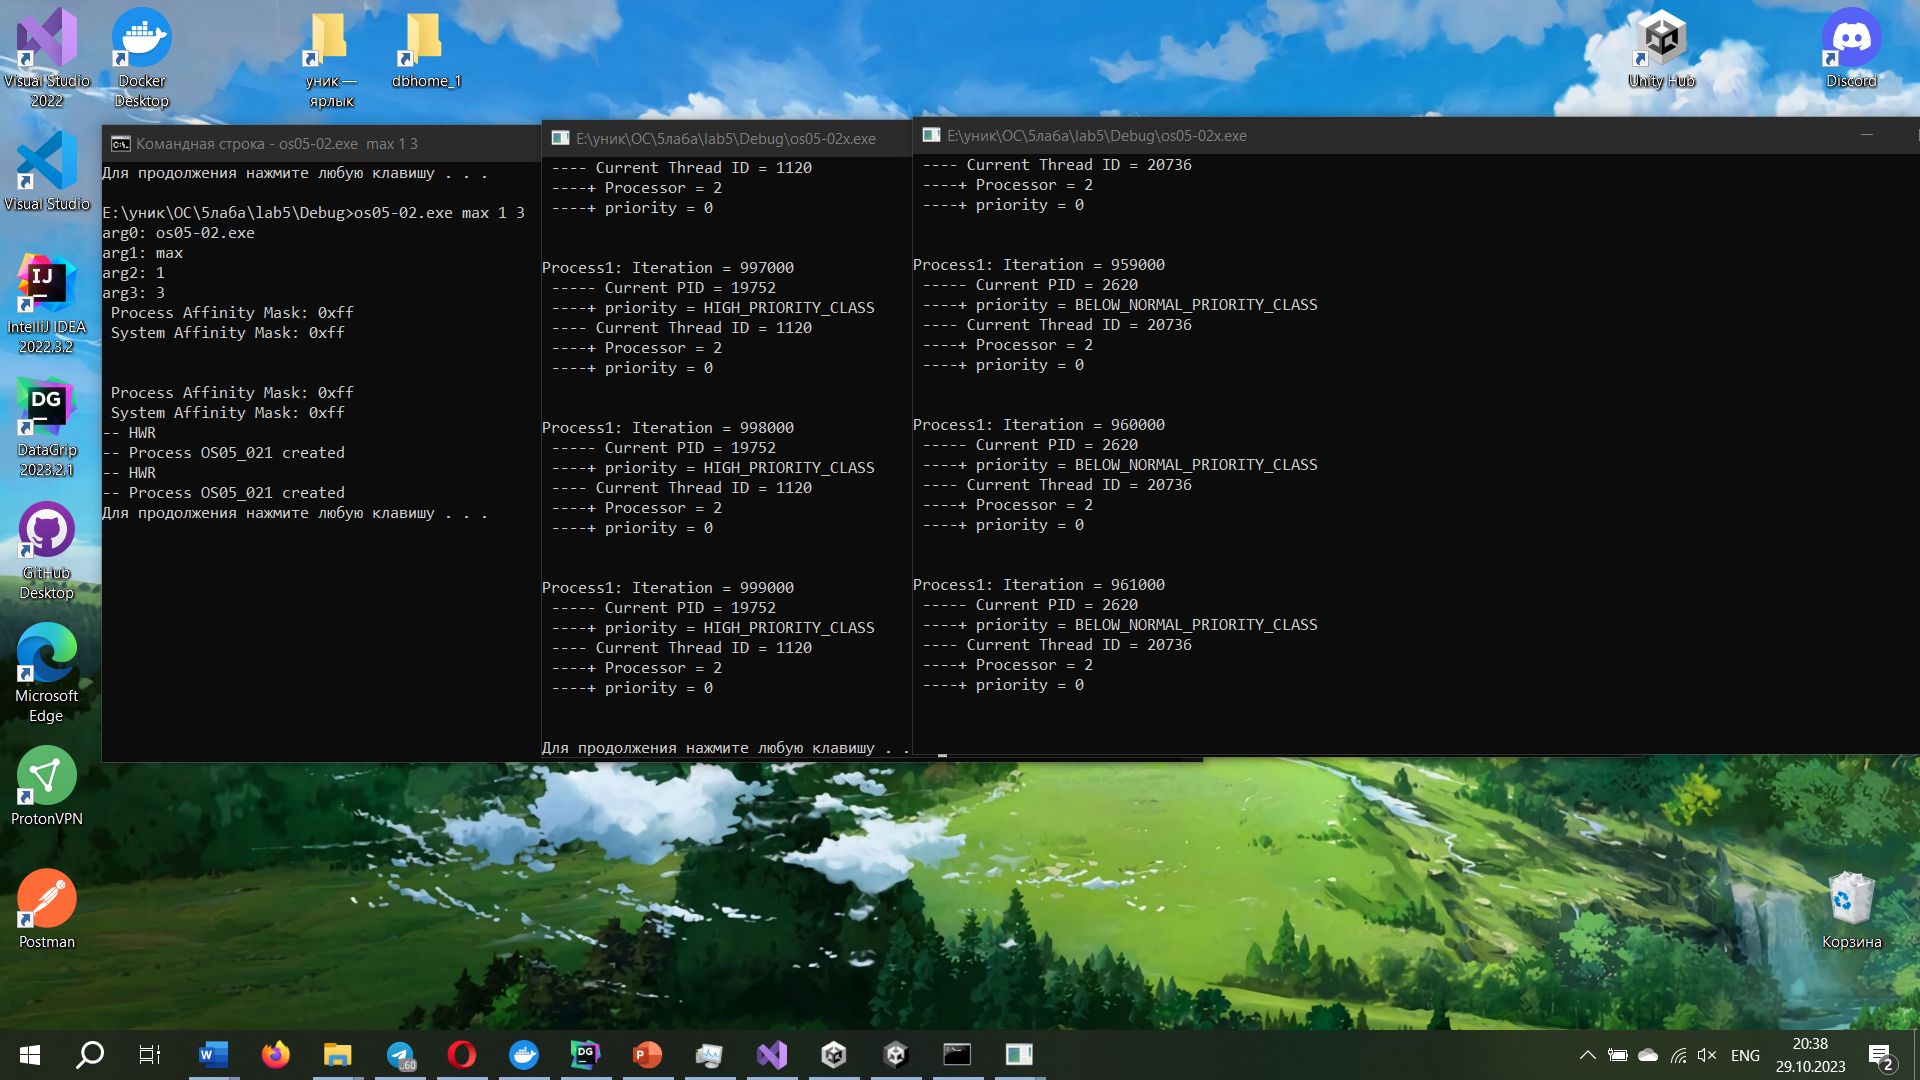 Visual Studio
2022
Docker
Desktop
уник —
ярлык
dbhome_1
Unity Hub
Discord
Visual Studio
IntelliJ IDEA
2022.3.2
DataGrip
2023.2.1
GitHub
Desktop
Microsoft
Edge
ProtonVPN
Postman
Корзина
Командная строка - os05-02.exe  max 1 3
Для продолжения нажмите любую клавишу . . .
E:\уник\ОС\5лаба\lab5\Debug>os05-02.exe max 1 3
arg0: os05-02.exe
arg1: max
arg2: 1
arg3: 3
Process Affinity Mask: 0xff
System Affinity Mask: 0xff
Process Affinity Mask: 0xff
System Affinity Mask: 0xff
-- HWR
-- Process OS05_021 created
-- HWR
-- Process OS05_021 created
Для продолжения нажмите любую клавишу . . .
E:\уник\ОС\5лаба\lab5\Debug\os05-02x.exe
---- Current Thread ID = 1120
----+ Processor = 2
----+ priority = 0
Process1: Iteration = 997000
----- Current PID = 19752
----+ priority = HIGH_PRIORITY_CLASS
---- Current Thread ID = 1120
----+ Processor = 2
----+ priority = 0
Process1: Iteration = 998000
----- Current PID = 19752
----+ priority = HIGH_PRIORITY_CLASS
---- Current Thread ID = 1120
----+ Processor = 2
----+ priority = 0
Process1: Iteration = 999000
----- Current PID = 19752
----+ priority = HIGH_PRIORITY_CLASS
---- Current Thread ID = 1120
----+ Processor = 2
----+ priority = 0
Для продолжения нажмите любую клавишу . .
E:\уник\ОС\5лаба\lab5\Debug\os05-02x.exe
---- Current Thread ID = 20736
----+ Processor = 2
----+ priority = 0
Process1: Iteration = 959000
----- Current PID = 2620
----+ priority = BELOW_NORMAL_PRIORITY_CLASS
---- Current Thread ID = 20736
----+ Processor = 2
----+ priority = 0
Process1: Iteration = 960000
----- Current PID = 2620
----+ priority = BELOW_NORMAL_PRIORITY_CLASS
---- Current Thread ID = 20736
----+ Processor = 2
----+ priority = 0
Process1: Iteration = 961000
----- Current PID = 2620
----+ priority = BELOW_NORMAL_PRIORITY_CLASS
---- Current Thread ID = 20736
----+ Processor = 2
----+ priority = 0
IJ
DG
W
.60
DG
P
ENG
20:38
29.10.2023
2